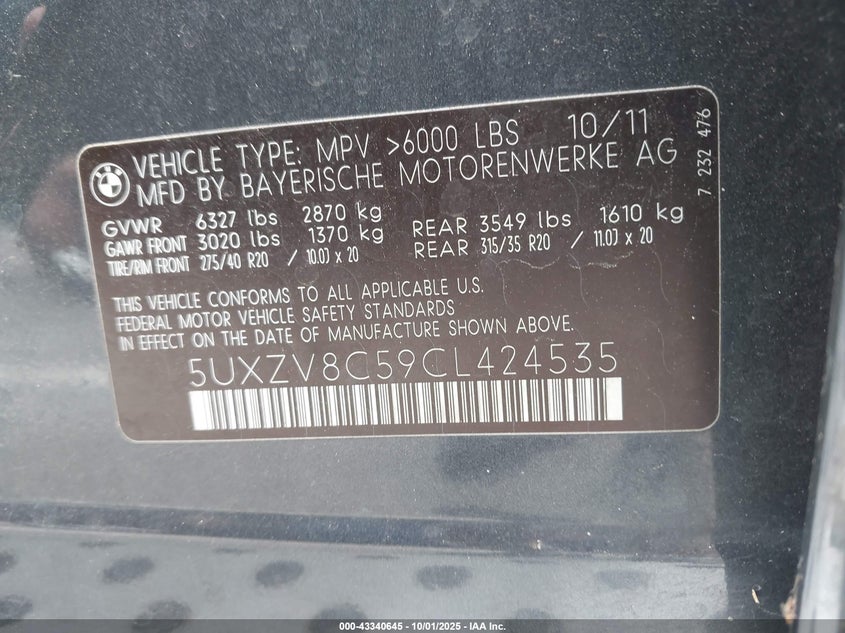 VEHICLE TYPE: MPV >6000 LBS 10/11
MFD BY BAYERISCHE MOTORENWERKE AG
7 232 476
GVWR 6327 lbs 2870 kg
GAWR FRONT 3020 lbs 1370 kg REAR 3549 lbs 1610 kg
TIRE/RIM FRONT 275/40 R20 / 10.0J x 20 REAR 315/35 R20 / 11.0J x 20
THIS VEHICLE CONFORMS TO ALL APPLICABLE U.S.
FEDERAL MOTOR VEHICLE SAFETY STANDARDS
IN EFFECT ON THE DATE OF MANUFACTURE SHOWN ABOVE.
5UXZV8C59CL424535
000-43340645 - 10/01/2025 - IAA Inc.